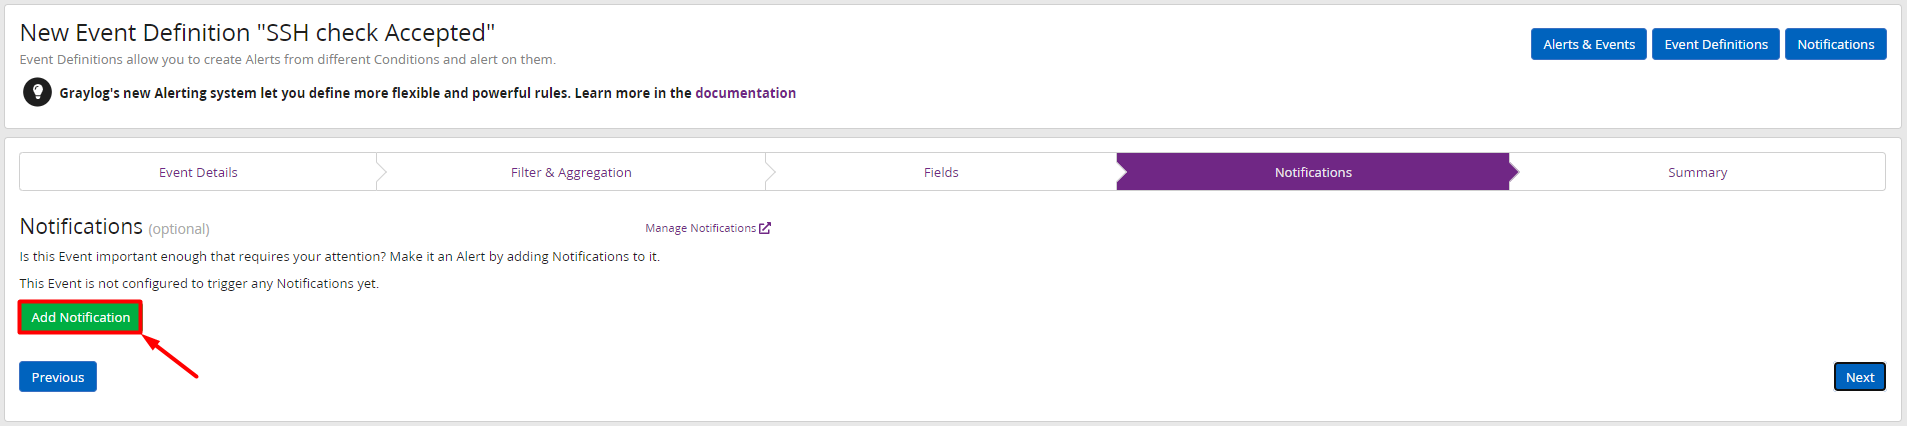 New Event Definition "SSH check Accepted"
Event Definitions allow you to create Alerts from different Conditions and alert on them.
Alerts & Events
Event Definitions
Notifications
Graylog's new Alerting system let you define more flexible and powerful rules. Learn more in the documentation
Event Details
Filter & Aggregation
Fields
Notifications
Summary
Notifications (optional)
Manage Notifications
Is this Event important enough that requires your attention? Make it an Alert by adding Notifications to it.
This Event is not configured to trigger any Notifications yet.
Add Notification
Previous
Next